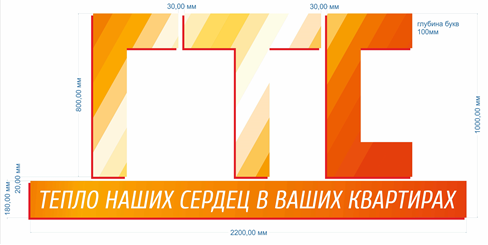 30,00 мм
30,00 мм
глубина букв
100мм
ГТС
800,00 мм
1000,00 мм
20,00 мм
180,00 мм
ТЕПЛО НАШИХ СЕРДЕЦ В ВАШИХ КВАРТИРАХ
2200,00 мм